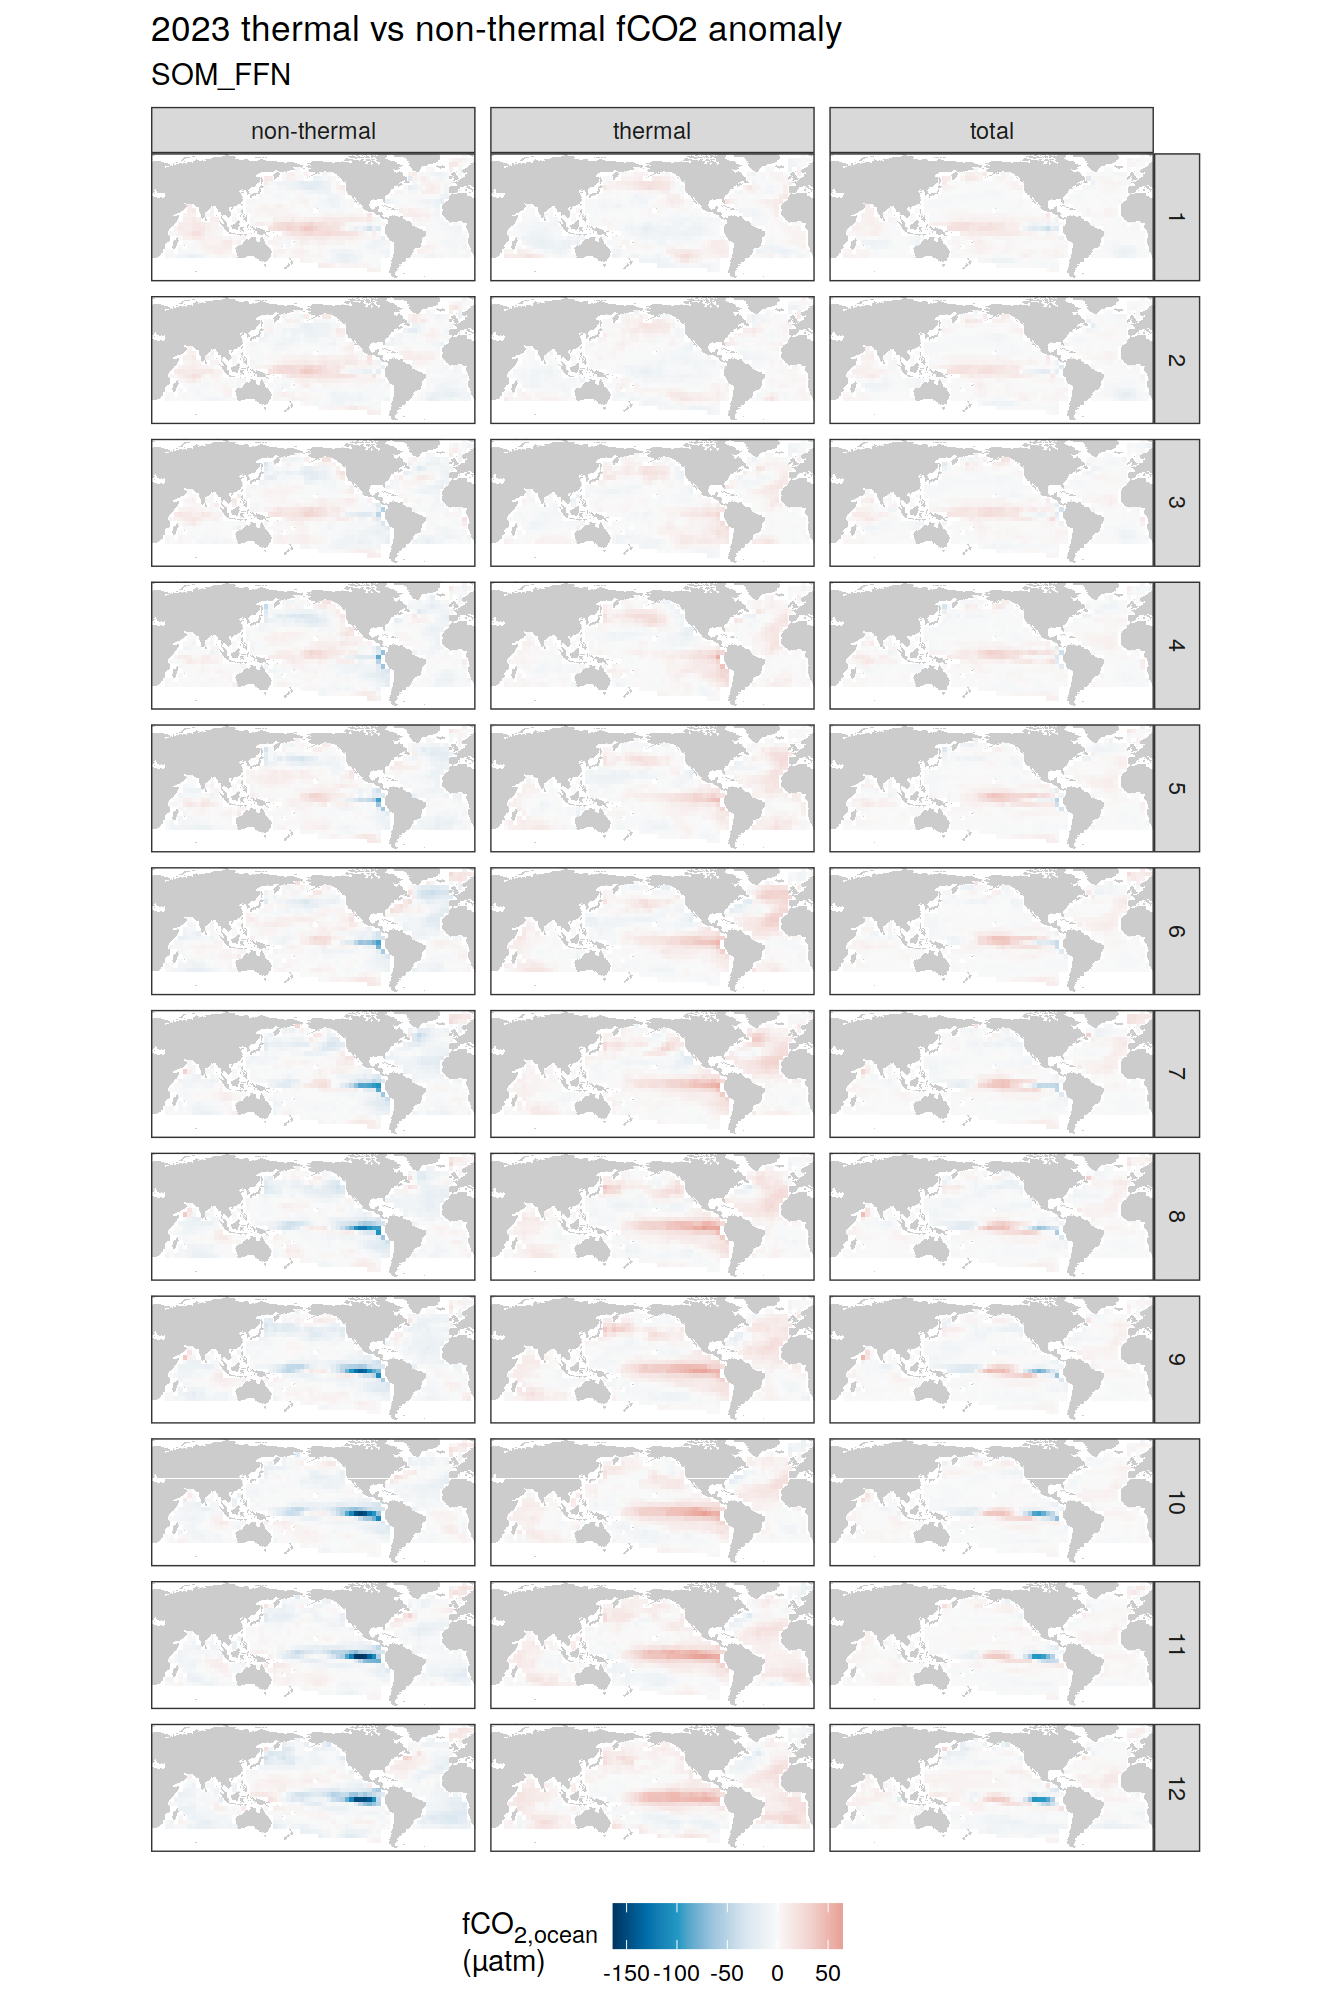 2023 thermal vs non-thermal fCO2 anomaly
SOM_FFN
non-thermal thermal total
1
2
3
4
5
6
7
8
9
10
11
12
fCO2,ocean
(µatm)
-150 -100 -50 0 50